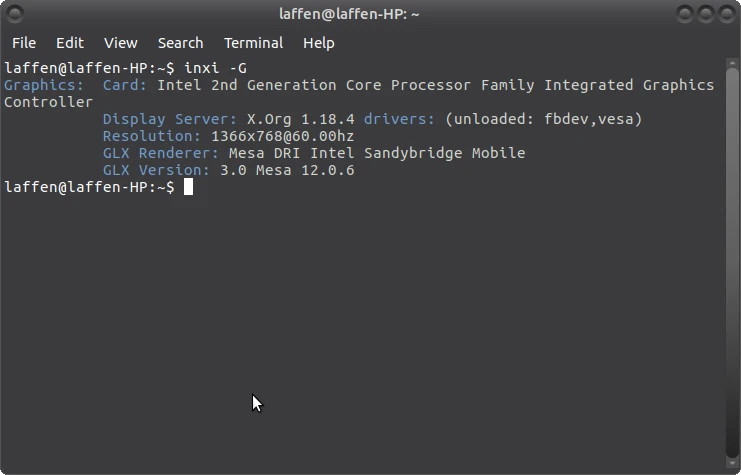 laffen@laffen-HP: ~
File Edit View Search Terminal Help
laffen@laffen-HP:~$ inxi -G
Graphics:  Card: Intel 2nd Generation Core Processor Family Integrated Graphics
Controller
           Display Server: X.Org 1.18.4 drivers: (unloaded: fbdev,vesa)
           Resolution: 1366x768@60.00hz
           GLX Renderer: Mesa DRI Intel Sandybridge Mobile
           GLX Version: 3.0 Mesa 12.0.6
laffen@laffen-HP:~$